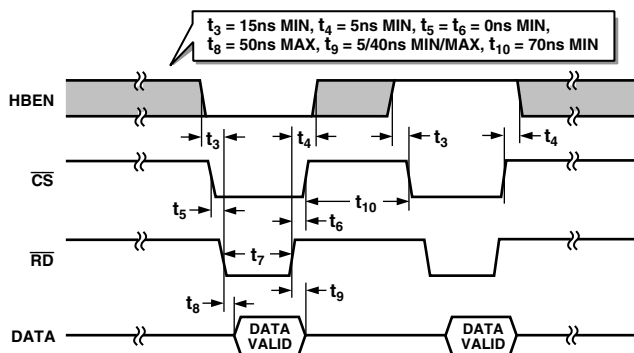 t3 = 15ns MIN, t4 = 5ns MIN, t5 = t6 = 0ns MIN,
t8 = 50ns MAX, t9 = 5/40ns MIN/MAX, t10 = 70ns MIN
HBEN
t3
t4
t3
t4
CS
t5
t6
t10
RD
t7
t8
t9
DATA
DATA VALID
DATA VALID